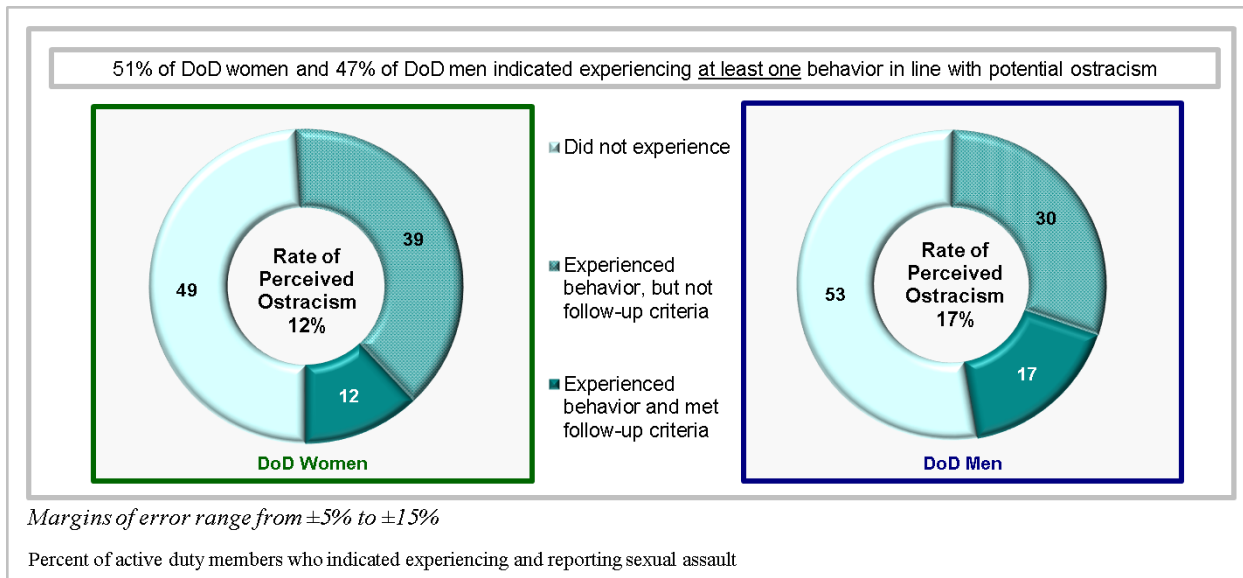 51% of DoD women and 47% of DoD men indicated experiencing at least one behavior in line with potential ostracism
39
49
12
Rate of
Perceived
Ostracism
12%
DoD Women
Did not experience
Experienced
behavior, but not
follow-up criteria
Experienced
behavior and met
follow-up criteria
30
53
17
Rate of
Perceived
Ostracism
17%
DoD Men
Margins of error range from ±5% to ±15%
Percent of active duty members who indicated experiencing and reporting sexual assault